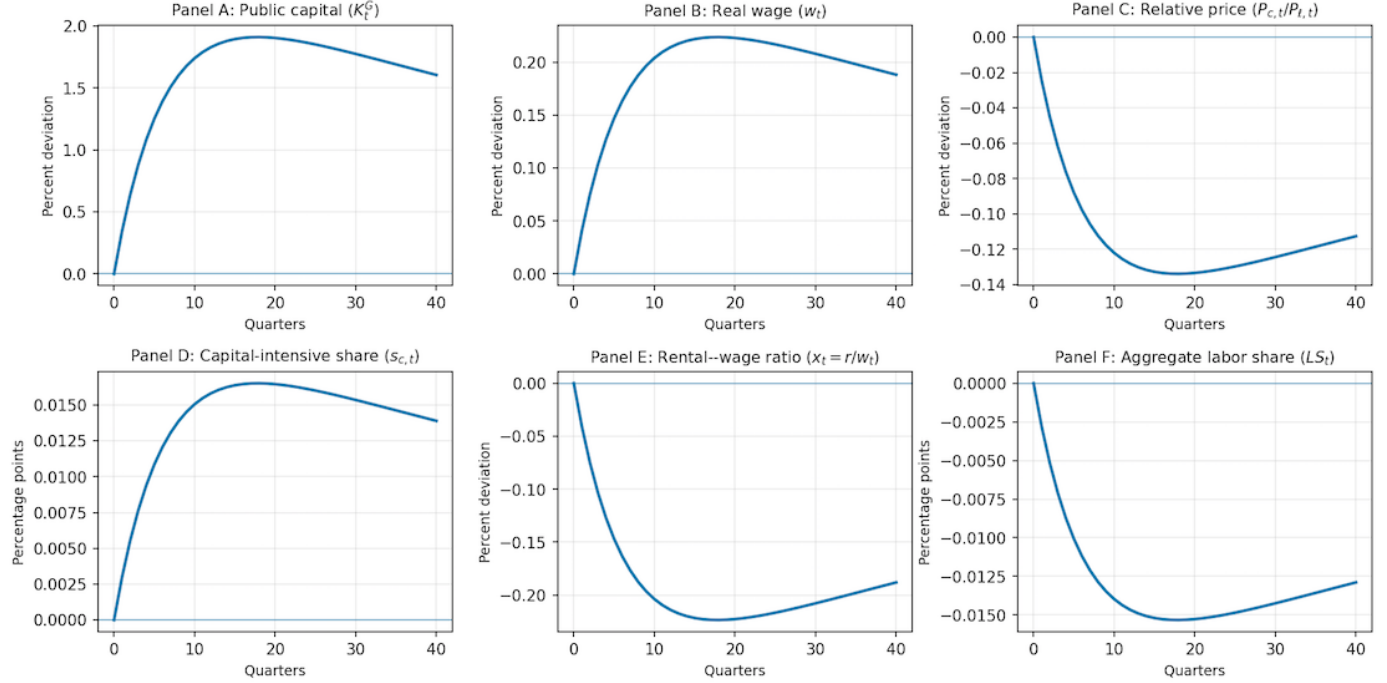 Panel A: Public capital (K_t^G)
Percent deviation
2.0
1.5
1.0
0.5
0.0
0 10 20 30 40
Quarters
Panel B: Real wage (w_t)
Percent deviation
0.20
0.15
0.10
0.05
0.00
0 10 20 30 40
Quarters
Panel C: Relative price (P_{c,t}/P_{ℓ,t})
Percent deviation
0.00
−0.02
−0.04
−0.06
−0.08
−0.10
−0.12
−0.14
0 10 20 30 40
Quarters
Panel D: Capital-intensive share (s_{c,t})
Percentage points
0.0150
0.0125
0.0100
0.0075
0.0050
0.0025
0.0000
0 10 20 30 40
Quarters
Panel E: Rental--wage ratio (x_t = r/w_t)
Percent deviation
0.00
−0.05
−0.10
−0.15
−0.20
0 10 20 30 40
Quarters
Panel F: Aggregate labor share (LS_t)
Percentage points
0.0000
−0.0025
−0.0050
−0.0075
−0.0100
−0.0125
−0.0150
0 10 20 30 40
Quarters